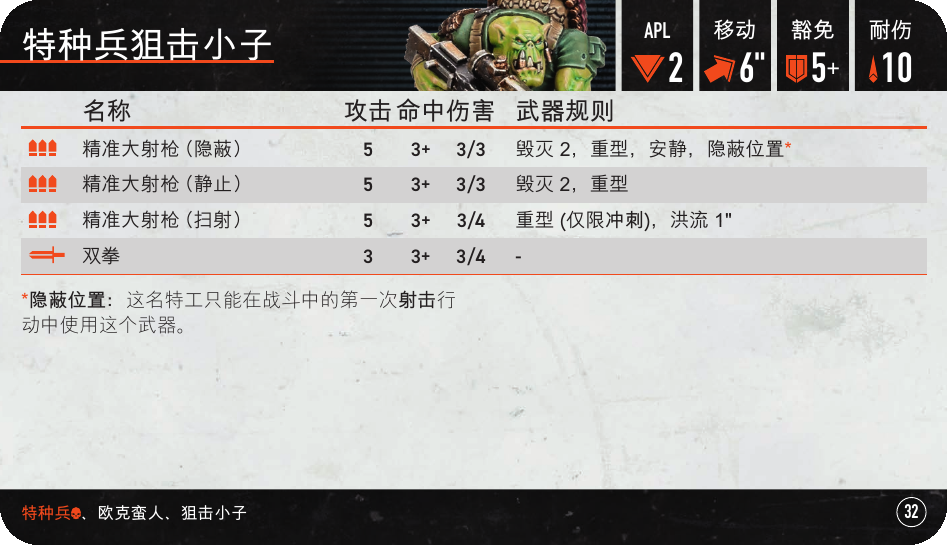 特种兵狙击小子
APL 移动 豁免 耐伤
2 6" 5+ 10
名称 攻击 命中 伤害 武器规则
精准大射枪（隐蔽） 5 3+ 3/3 毁灭 2，重型，安静，隐蔽位置*
精准大射枪（静止） 5 3+ 3/3 毁灭 2，重型
精准大射枪（扫射） 5 3+ 3/4 重型 (仅限冲刺)，洪流 1"
双拳 3 3+ 3/4 -
*隐蔽位置：这名特工只能在战斗中的第一次射击行
动中使用这个武器。
特种兵、欧克蛮人、狙击小子 32